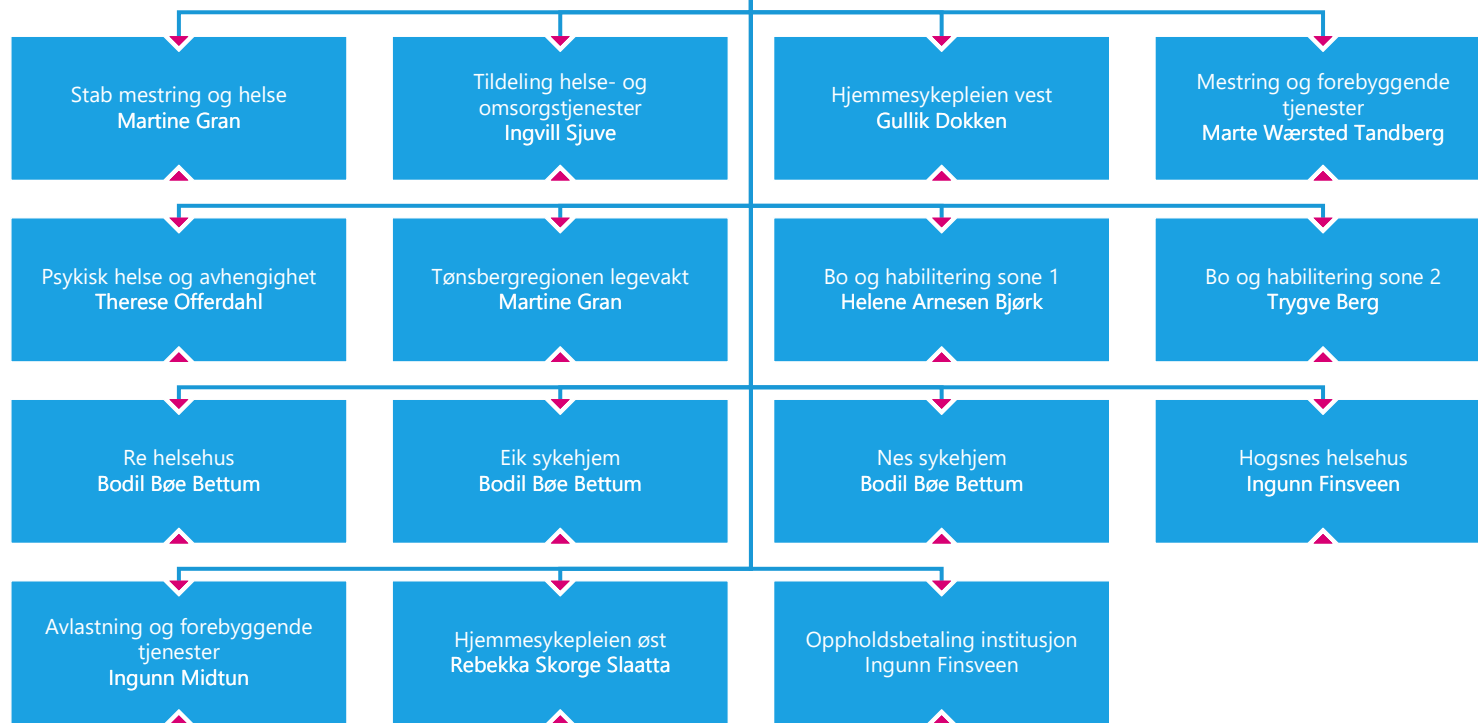 Stab mestring og helse
Martine Gran
Tildeling helse- og
omsorgstjenester
Ingvill Sjuve
Hjemmesykepleien vest
Gullik Dokken
Mestring og forebyggende
tjenester
Marte Wærsted Tandberg
Psykisk helse og avhengighet
Therese Offerdahl
Tønsbergregionen legevakt
Martine Gran
Bo og habilitering sone 1
Helene Arnesen Bjørk
Bo og habilitering sone 2
Trygve Berg
Re helsehus
Bodil Bøe Bettum
Eik sykehjem
Bodil Bøe Bettum
Nes sykehjem
Bodil Bøe Bettum
Hogsnes helsehus
Ingunn Finsveen
Avlastning og forebyggende
tjenester
Ingunn Midtun
Hjemmesykepleien øst
Rebekka Skorge Slaatta
Oppholdsbetaling institusjon
Ingunn Finsveen